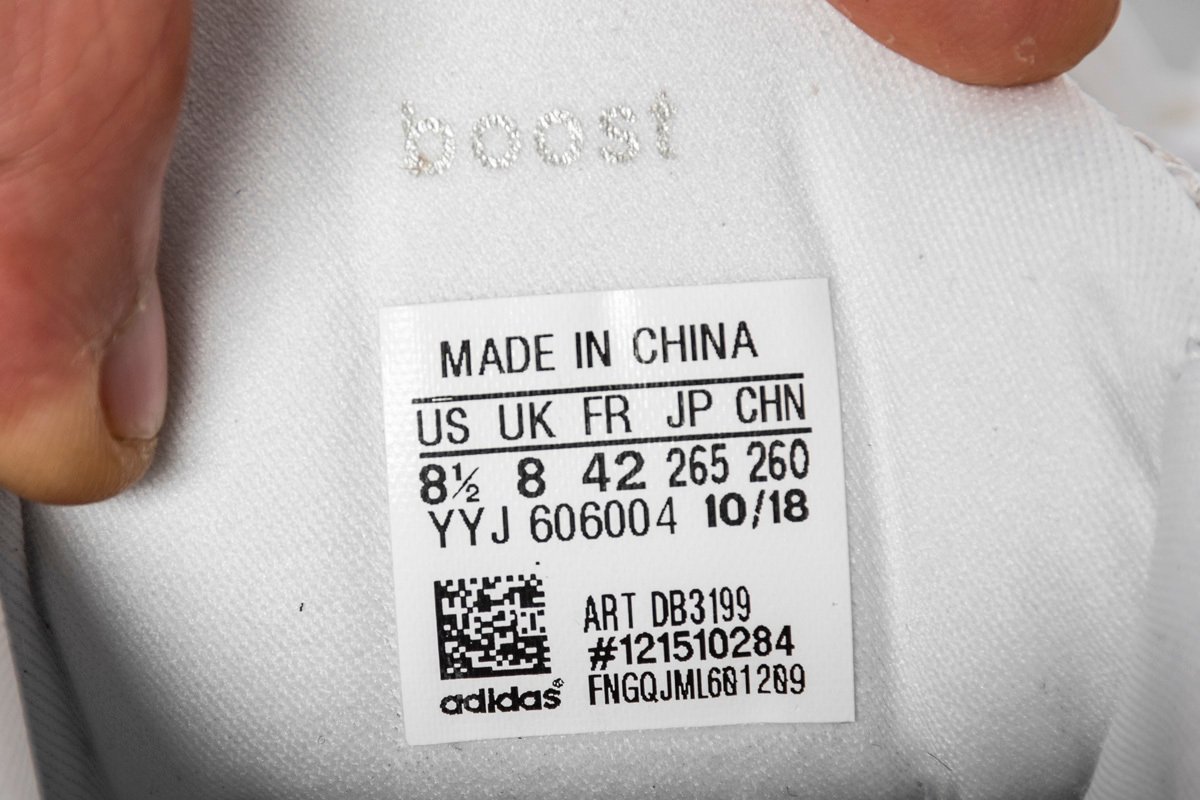 boost
MADE IN CHINA
US UK FR JP CHN
8½ 8 42 265 260
YYJ 606004 10/18
ART DB3199
#121510284
FNGQJML601209
adidas®